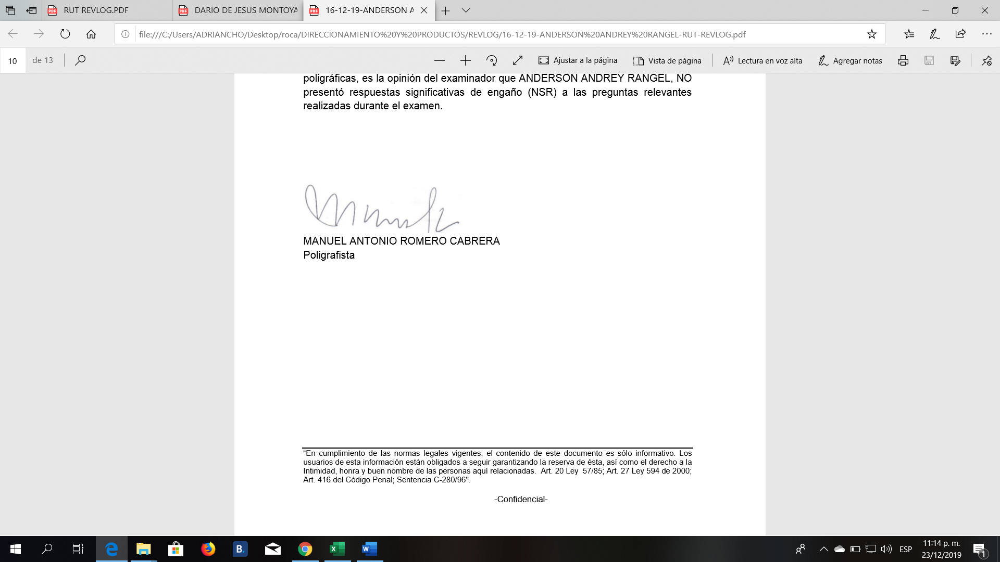 RUT REVLOG.PDF
DARIO DE JESUS MONTOYA
16-12-19-ANDERSON A
file:///C:/Users/ADRIANCHO/Desktop/roca/DIRECCIONAMIENTO%20Y%20PRODUCTOS/REVLOG/16-12-19-ANDERSON%20ANDREY%20RANGEL-RUT-REVLOG.pdf
10 de 13
Ajustar a la página
Vista de página
Lectura en voz alta
Agregar notas
poligráficas, es la opinión del examinador que ANDERSON ANDREY RANGEL, NO
presentó respuestas significativas de engaño (NSR) a las preguntas relevantes
realizadas durante el examen.
MANUEL ANTONIO ROMERO CABRERA
Poligrafista
“En cumplimiento de las normas legales vigentes, el contenido de este documento es sólo informativo. Los
usuarios de esta información están obligados a seguir garantizando la reserva de ésta, así como el derecho a la
Intimidad, honra y buen nombre de las personas aquí relacionadas.  Art. 20 Ley  57/85; Art. 27 Ley 594 de 2000;
Art. 416 del Código Penal; Sentencia C-280/96".
-Confidencial-
ESP
11:14 p. m.
23/12/2019
1